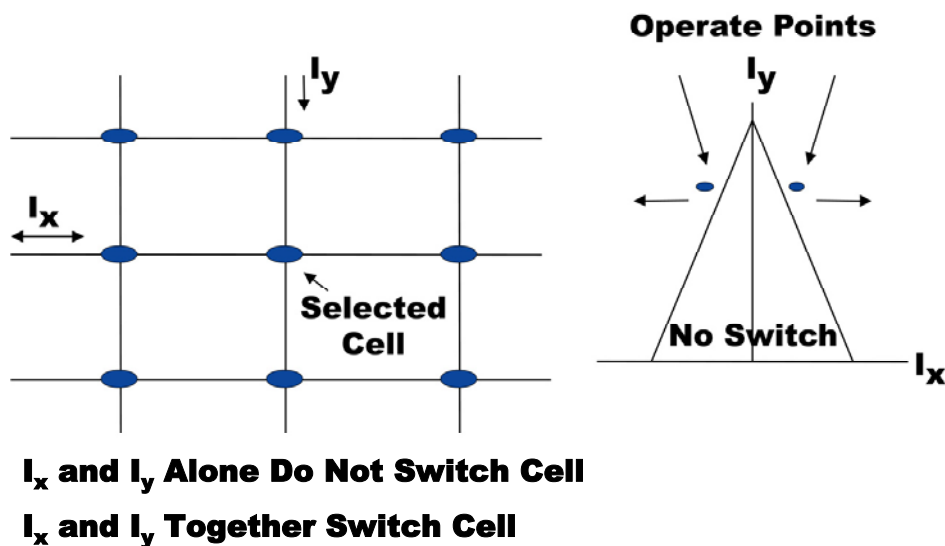 Operate Points
Iy
Iy
Ix
Selected
Cell
No Switch
Ix
Ix and Iy Alone Do Not Switch Cell
Ix and Iy Together Switch Cell